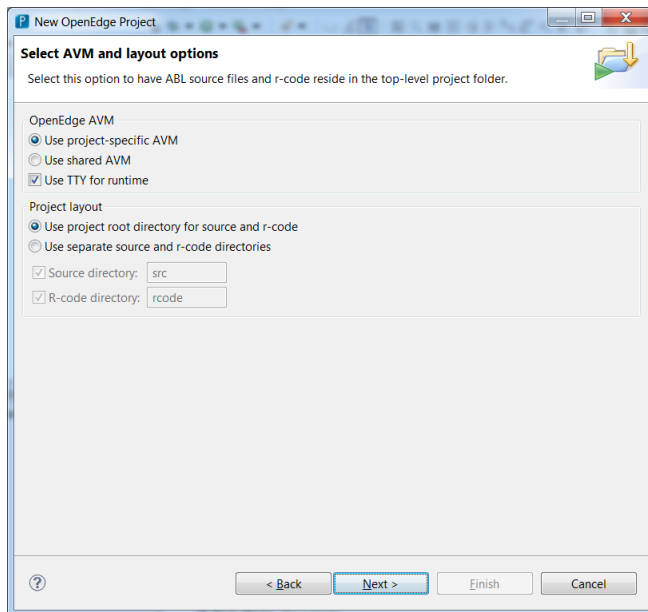 New OpenEdge Project
Select AVM and layout options
Select this option to have ABL source files and r-code reside in the top-level project folder.
OpenEdge AVM
Use project-specific AVM
Use shared AVM
Use TTY for runtime
Project layout
Use project root directory for source and r-code
Use separate source and r-code directories
Source directory: src
R-code directory: rcode
< Back Next > Finish Cancel